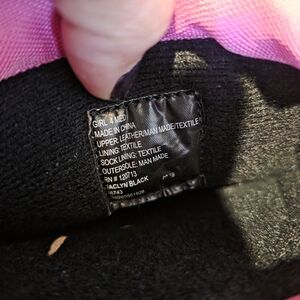 GIRL 4 MED
MADE IN CHINA
UPPER: LEATHER/MAN MADE/TEXTILE
LINING: TEXTILE
SOCK LINING: TEXTILE
OUTERSOLE: MAN MADE
RN # 120713
JACLYN BLACK